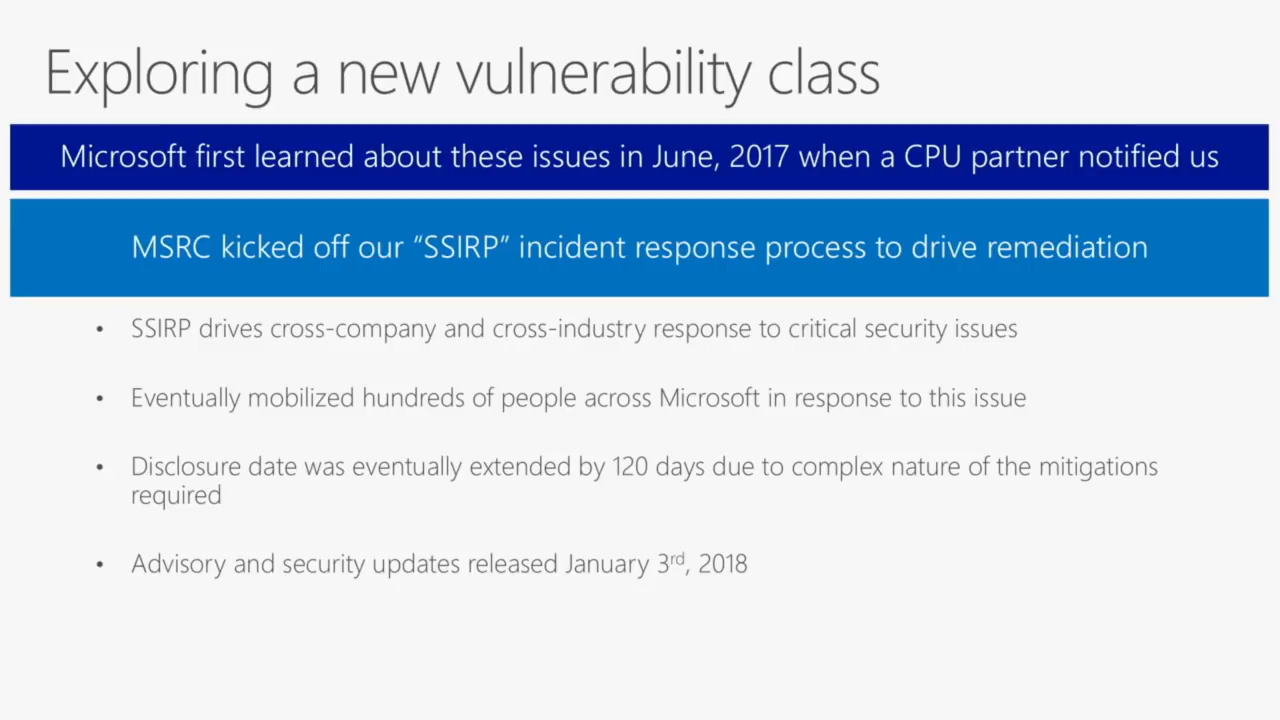 Exploring a new vulnerability class
Microsoft first learned about these issues in June, 2017 when a CPU partner notified us
MSRC kicked off our “SSIRP” incident response process to drive remediation
• SSIRP drives cross-company and cross-industry response to critical security issues
• Eventually mobilized hundreds of people across Microsoft in response to this issue
• Disclosure date was eventually extended by 120 days due to complex nature of the mitigations
required
• Advisory and security updates released January 3rd, 2018